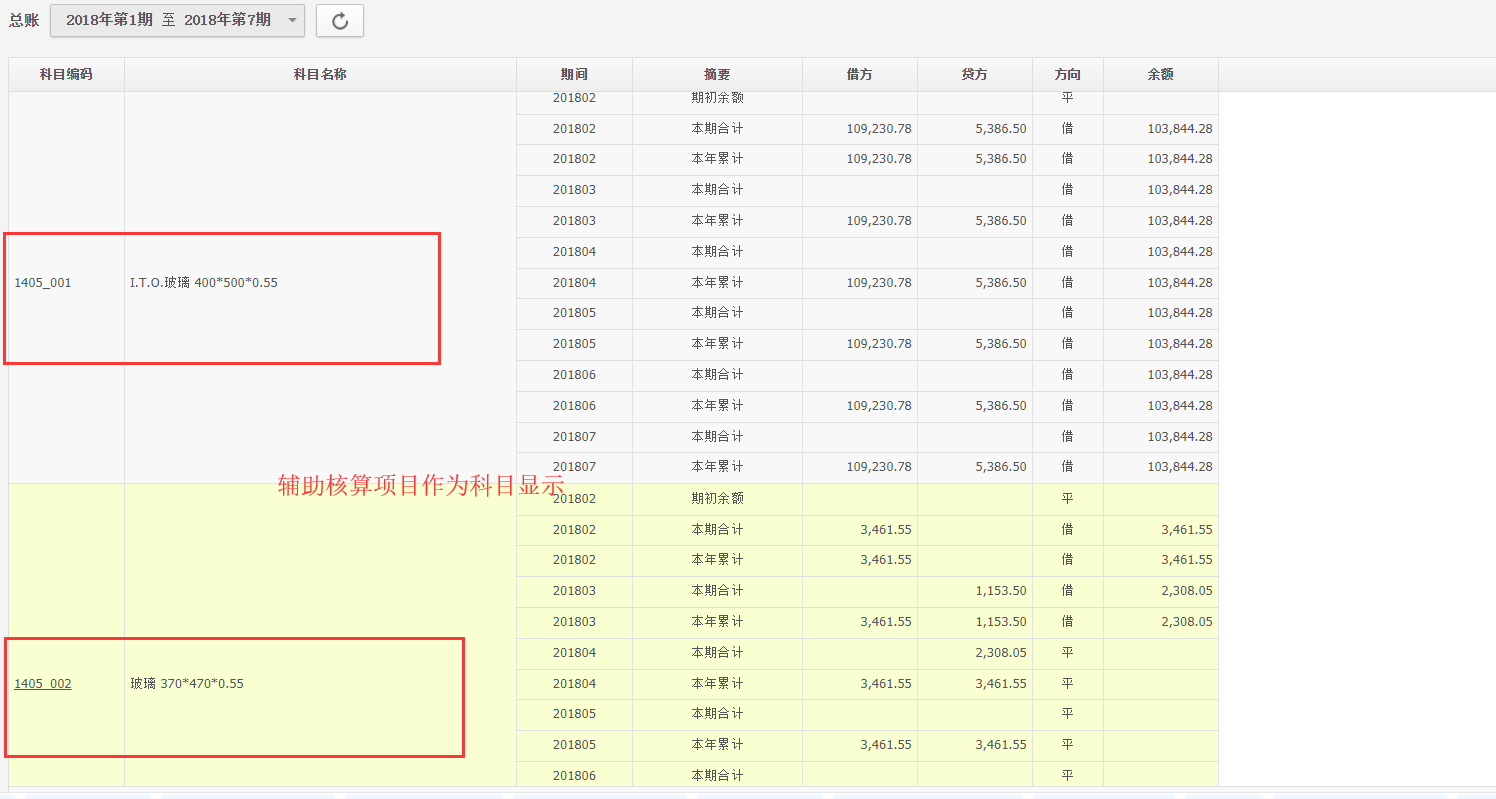 总账 2018年第1期 至 2018年第7期
科目编码 科目名称 期间 摘要 借方 贷方 方向 余额
201802 期初余额 平
201802 本期合计 109,230.78 5,386.50 借 103,844.28
201802 本年累计 109,230.78 5,386.50 借 103,844.28
201803 本期合计 借 103,844.28
201803 本年累计 109,230.78 5,386.50 借 103,844.28
201804 本期合计 借 103,844.28
1405_001 I.T.O.玻璃 400*500*0.55 201804 本年累计 109,230.78 5,386.50 借 103,844.28
201805 本期合计 借 103,844.28
201805 本年累计 109,230.78 5,386.50 借 103,844.28
201806 本期合计 借 103,844.28
201806 本年累计 109,230.78 5,386.50 借 103,844.28
201807 本期合计 借 103,844.28
201807 本年累计 109,230.78 5,386.50 借 103,844.28
辅助核算项目作为科目显示
201802 期初余额 平
201802 本期合计 3,461.55 借 3,461.55
201802 本年累计 3,461.55 借 3,461.55
201803 本期合计 1,153.50 借 2,308.05
201803 本年累计 3,461.55 1,153.50 借 2,308.05
201804 本期合计 2,308.05 平
1405_002 玻璃 370*470*0.55 201804 本年累计 3,461.55 3,461.55 平
201805 本期合计 平
201805 本年累计 3,461.55 3,461.55 平
201806 本期合计 平